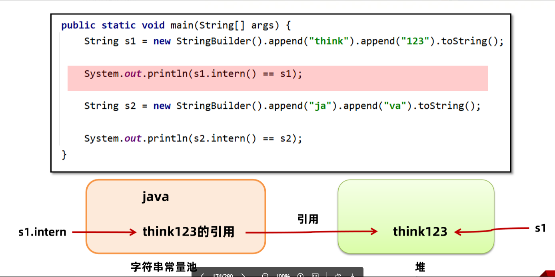 public static void main(String[] args) {
String s1 = new StringBuilder().append("think").append("123").toString();
System.out.println(s1.intern() == s1);
String s2 = new StringBuilder().append("ja").append("va").toString();
System.out.println(s2.intern() == s2);
}
java
引用
s1.intern
think123的引用
think123
s1
字符串常量池
堆
174/290
100%